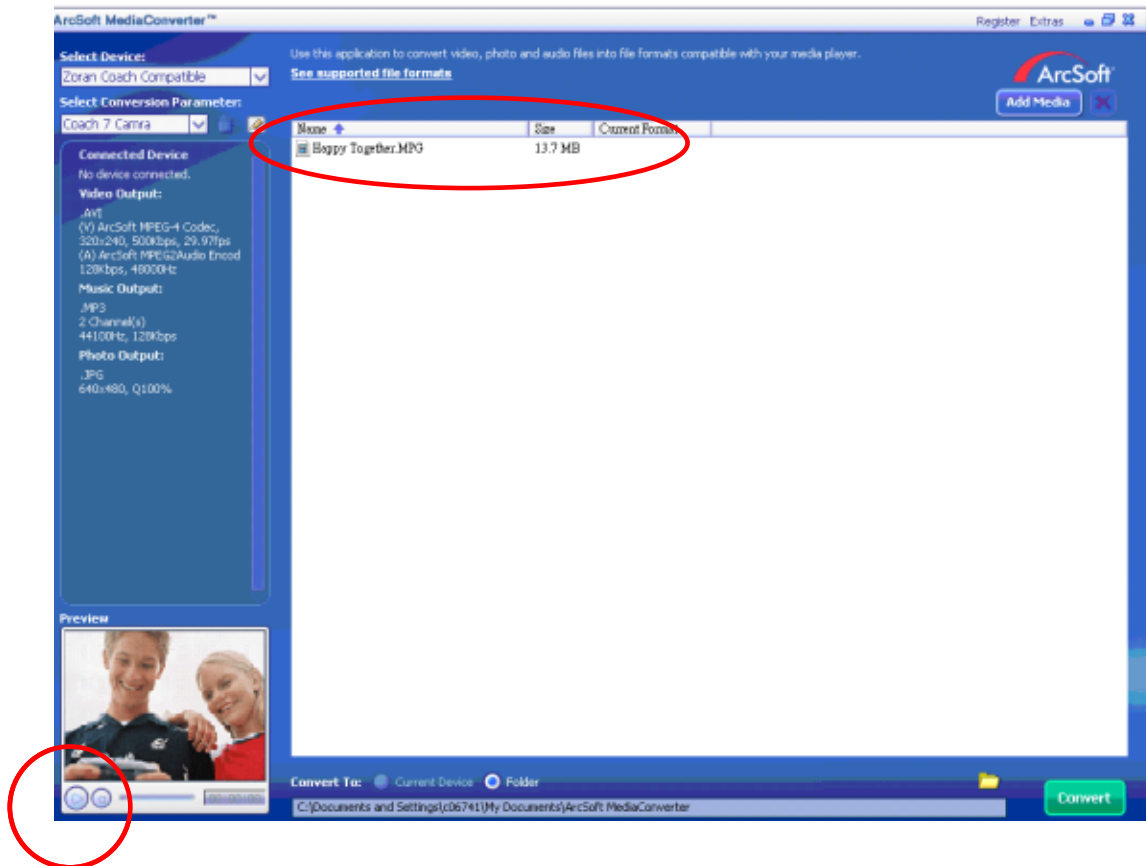 ArcSoft MediaConverter™
Register Extras
Select Device:
Zoran Coach Compatible
Select Conversion Parameter:
Coach 7 Camra
Connected Device
No device connected.
Video Output:
.AVI
(V) ArcSoft MPEG-4 Codec,
320x240, 500Kbps, 29.97fps
(A) ArcSoft MPEG2Audio Encod
128Kbps, 48000Hz
Music Output:
.MP3
2 Channel(s)
44100Hz, 128Kbps
Photo Output:
.JPG
640x480, Q100%
Preview
00:00:00
Use this application to convert video, photo and audio files into file formats compatible with your media player.
See supported file formats
ArcSoft
Add Media
Name Size Current Format
Happy Together.MPG 13.7 MB
Convert To: Current Device Folder
C:\Documents and Settings\c06741\My Documents\ArcSoft MediaConverter
Convert